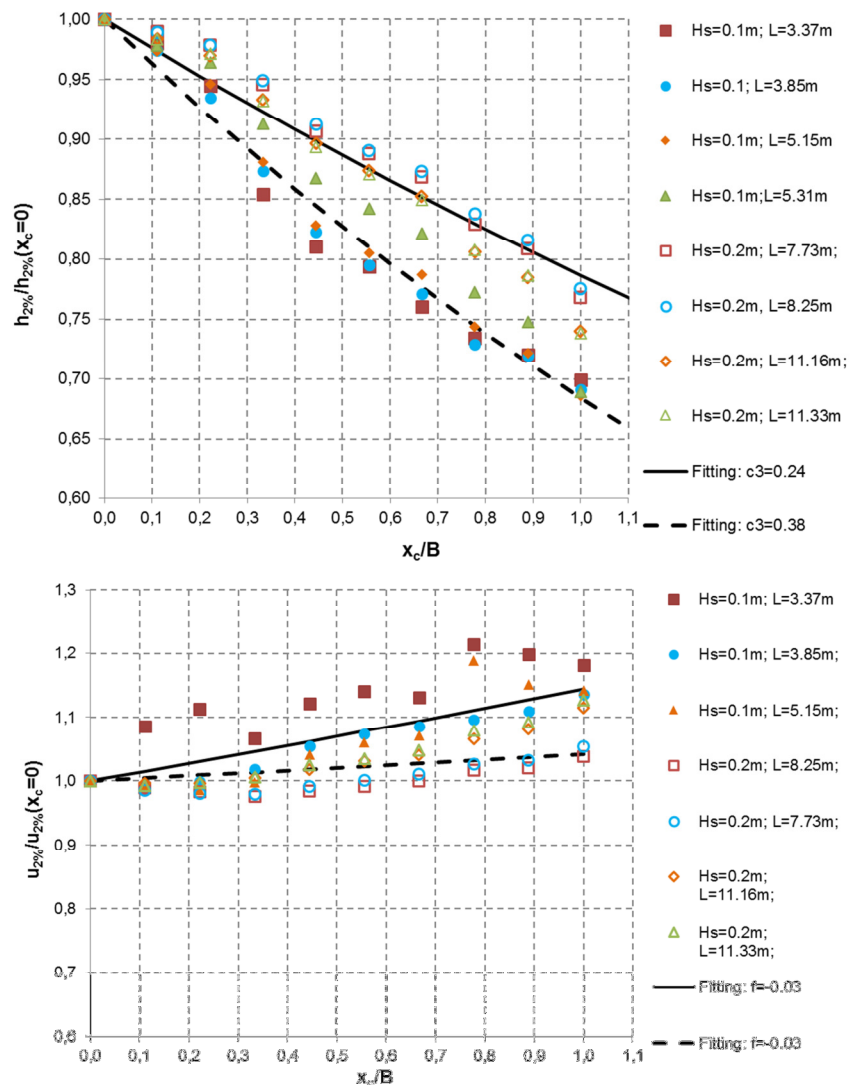 1,00
0,95
0,90
0,85
0,80
0,75
0,70
0,65
0,60
h2%/h2%(xc=0)
0,0 0,1 0,2 0,3 0,4 0,5 0,6 0,7 0,8 0,9 1,0 1,1
xc/B
Hs=0.1m; L=3.37m
Hs=0.1; L=3.85m
Hs=0.1m; L=5.15m
Hs=0.1m;L=5.31m
Hs=0.2m; L=7.73m;
Hs=0.2m, L=8.25m
Hs=0.2m; L=11.16m;
Hs=0.2m; L=11.33m
Fitting: c3=0.24
Fitting: c3=0.38
1,3
1,2
1,1
1,0
0,9
0,8
0,7
0,6
u2%/u2%(xc=0)
0,0 0,1 0,2 0,3 0,4 0,5 0,6 0,7 0,8 0,9 1,0 1,1
xc/B
Hs=0.1m; L=3.37m
Hs=0.1m; L=3.85m;
Hs=0.1m; L=5.15m;
Hs=0.2m; L=8.25m;
Hs=0.2m; L=7.73m;
Hs=0.2m;
L=11.16m;
Hs=0.2m;
L=11.33m;
Fitting: f=-0.03
Fitting: f=-0.03